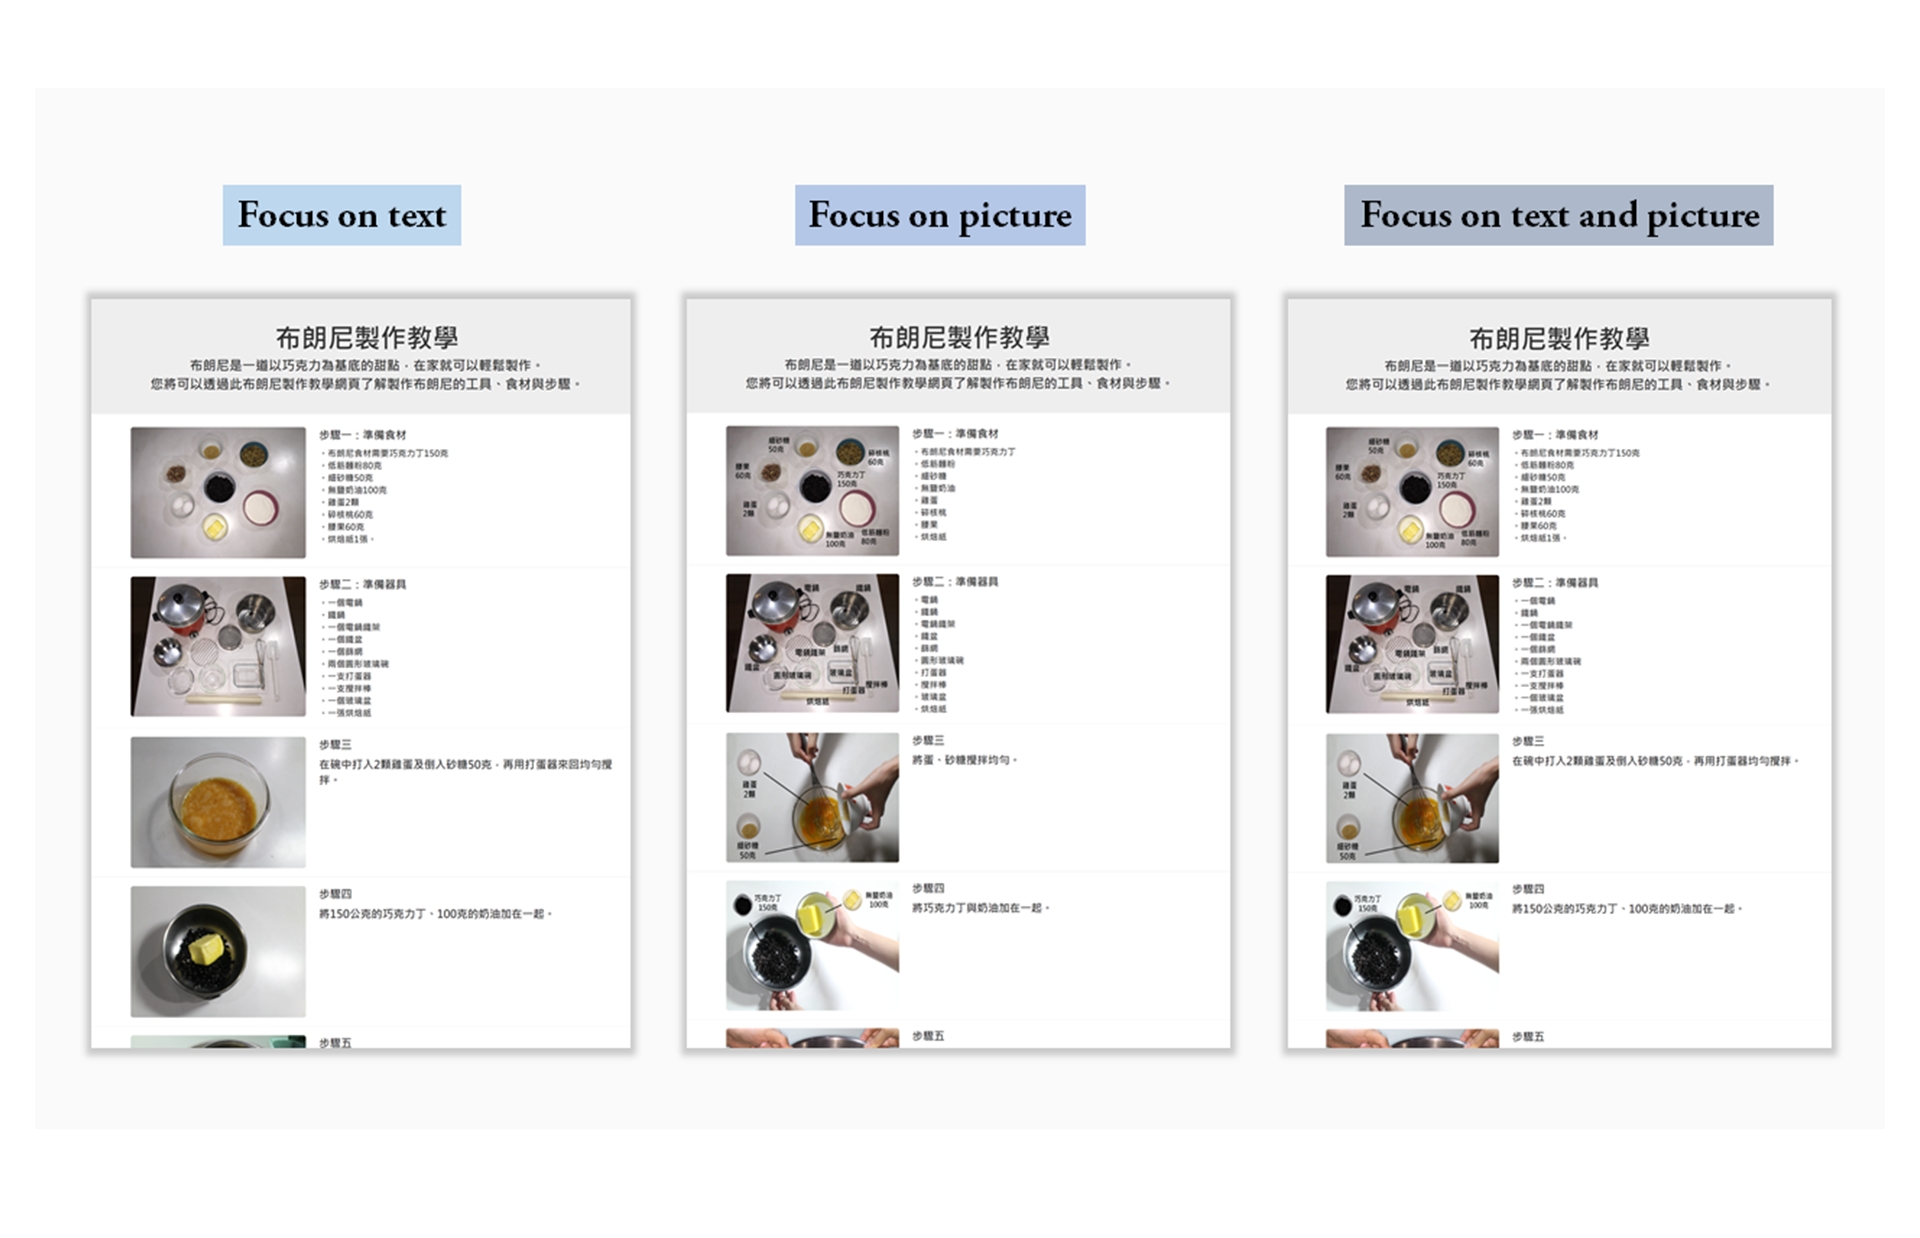 Focus on text
布朗尼製作教學
布朗尼是一道以巧克力為基底的甜點，在家就可以輕鬆製作。
您將可以透過此布朗尼製作教學網頁了解製作布朗尼的工具、食材與步驟。
步驟一：準備食材
・布朗尼食材需要巧克力丁150克
・低筋麵粉80克
・細砂糖50克
・無鹽奶油100克
・雞蛋2顆
・碎核桃60克
・腰果60克
・烘焙紙1張。
步驟二：準備器具
・一個電鍋
・鐵鍋
・一個電鍋鐵架
・一個鐵盆
・一個篩網
・兩個圓形玻璃碗
・一支打蛋器
・一支攪拌棒
・一個玻璃盆
・一張烘焙紙
步驟三
在碗中打入2顆雞蛋及倒入砂糖50克，再用打蛋器來回均勻攪
拌。
步驟四
將150公克的巧克力丁、100克的奶油加在一起。
步驟五
Focus on picture
布朗尼製作教學
布朗尼是一道以巧克力為基底的甜點，在家就可以輕鬆製作。
您將可以透過此布朗尼製作教學網頁了解製作布朗尼的工具、食材與步驟。
細砂糖
50克
碎核桃
60克
腰果
60克
巧克力丁
150克
雞蛋
2顆
無鹽奶油
100克
低筋麵粉
80克
步驟一：準備食材
・布朗尼食材需要巧克力丁
・低筋麵粉
・細砂糖
・無鹽奶油
・雞蛋
・碎核桃
・腰果
・烘焙紙
電鍋
鐵鍋
電鍋鐵架
篩網
鐵盆
圓形玻璃碗
玻璃盆
打蛋器
攪拌棒
烘焙紙
步驟二：準備器具
・電鍋
・鐵鍋
・電鍋鐵架
・鐵盆
・篩網
・圓形玻璃碗
・打蛋器
・攪拌棒
・玻璃盆
・烘焙紙
雞蛋
2顆
細砂糖
50克
步驟三
將蛋、砂糖攪拌均勻。
巧克力丁
150克
無鹽奶油
100克
步驟四
將巧克力丁與奶油加在一起。
步驟五
Focus on text and picture
布朗尼製作教學
布朗尼是一道以巧克力為基底的甜點，在家就可以輕鬆製作。
您將可以透過此布朗尼製作教學網頁了解製作布朗尼的工具、食材與步驟。
細砂糖
50克
碎核桃
60克
腰果
60克
巧克力丁
150克
雞蛋
2顆
無鹽奶油
100克
低筋麵粉
80克
步驟一：準備食材
・布朗尼食材需要巧克力丁150克
・低筋麵粉80克
・細砂糖50克
・無鹽奶油100克
・雞蛋2顆
・碎核桃60克
・腰果60克
・烘焙紙1張。
電鍋
鐵鍋
電鍋鐵架
篩網
鐵盆
圓形玻璃碗
玻璃盆
打蛋器
攪拌棒
烘焙紙
步驟二：準備器具
・一個電鍋
・鐵鍋
・一個電鍋鐵架
・一個鐵盆
・一個篩網
・兩個圓形玻璃碗
・一支打蛋器
・一支攪拌棒
・一個玻璃盆
・一張烘焙紙
雞蛋
2顆
細砂糖
50克
步驟三
在碗中打入2顆雞蛋及倒入砂糖50克，再用打蛋器均勻攪拌。
巧克力丁
150克
無鹽奶油
100克
步驟四
將150公克的巧克力丁、100克的奶油加在一起。
步驟五